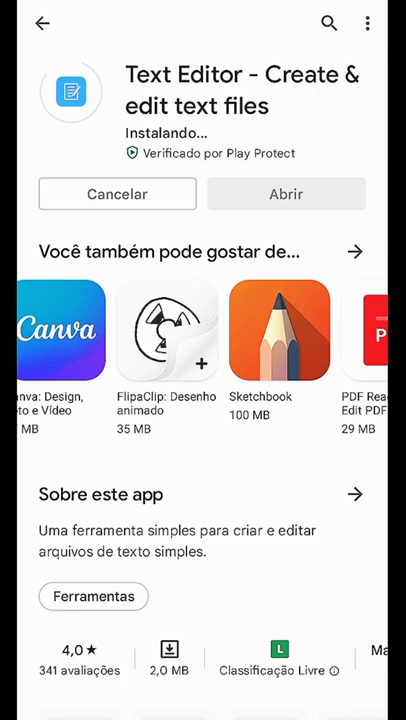 Text Editor - Create &
edit text files
Instalando...
Verificado por Play Protect
Cancelar
Abrir
Você também pode gostar de...
Canva
P
nva: Design,
to e Vídeo
MB
FlipaClip: Desenho
animado
35 MB
Sketchbook
100 MB
PDF Rea
Edit PDF
29 MB
Sobre este app
Uma ferramenta simples para criar e editar
arquivos de texto simples.
Ferramentas
4,0 ★
341 avaliações
2,0 MB
L
Classificação Livre
Ma